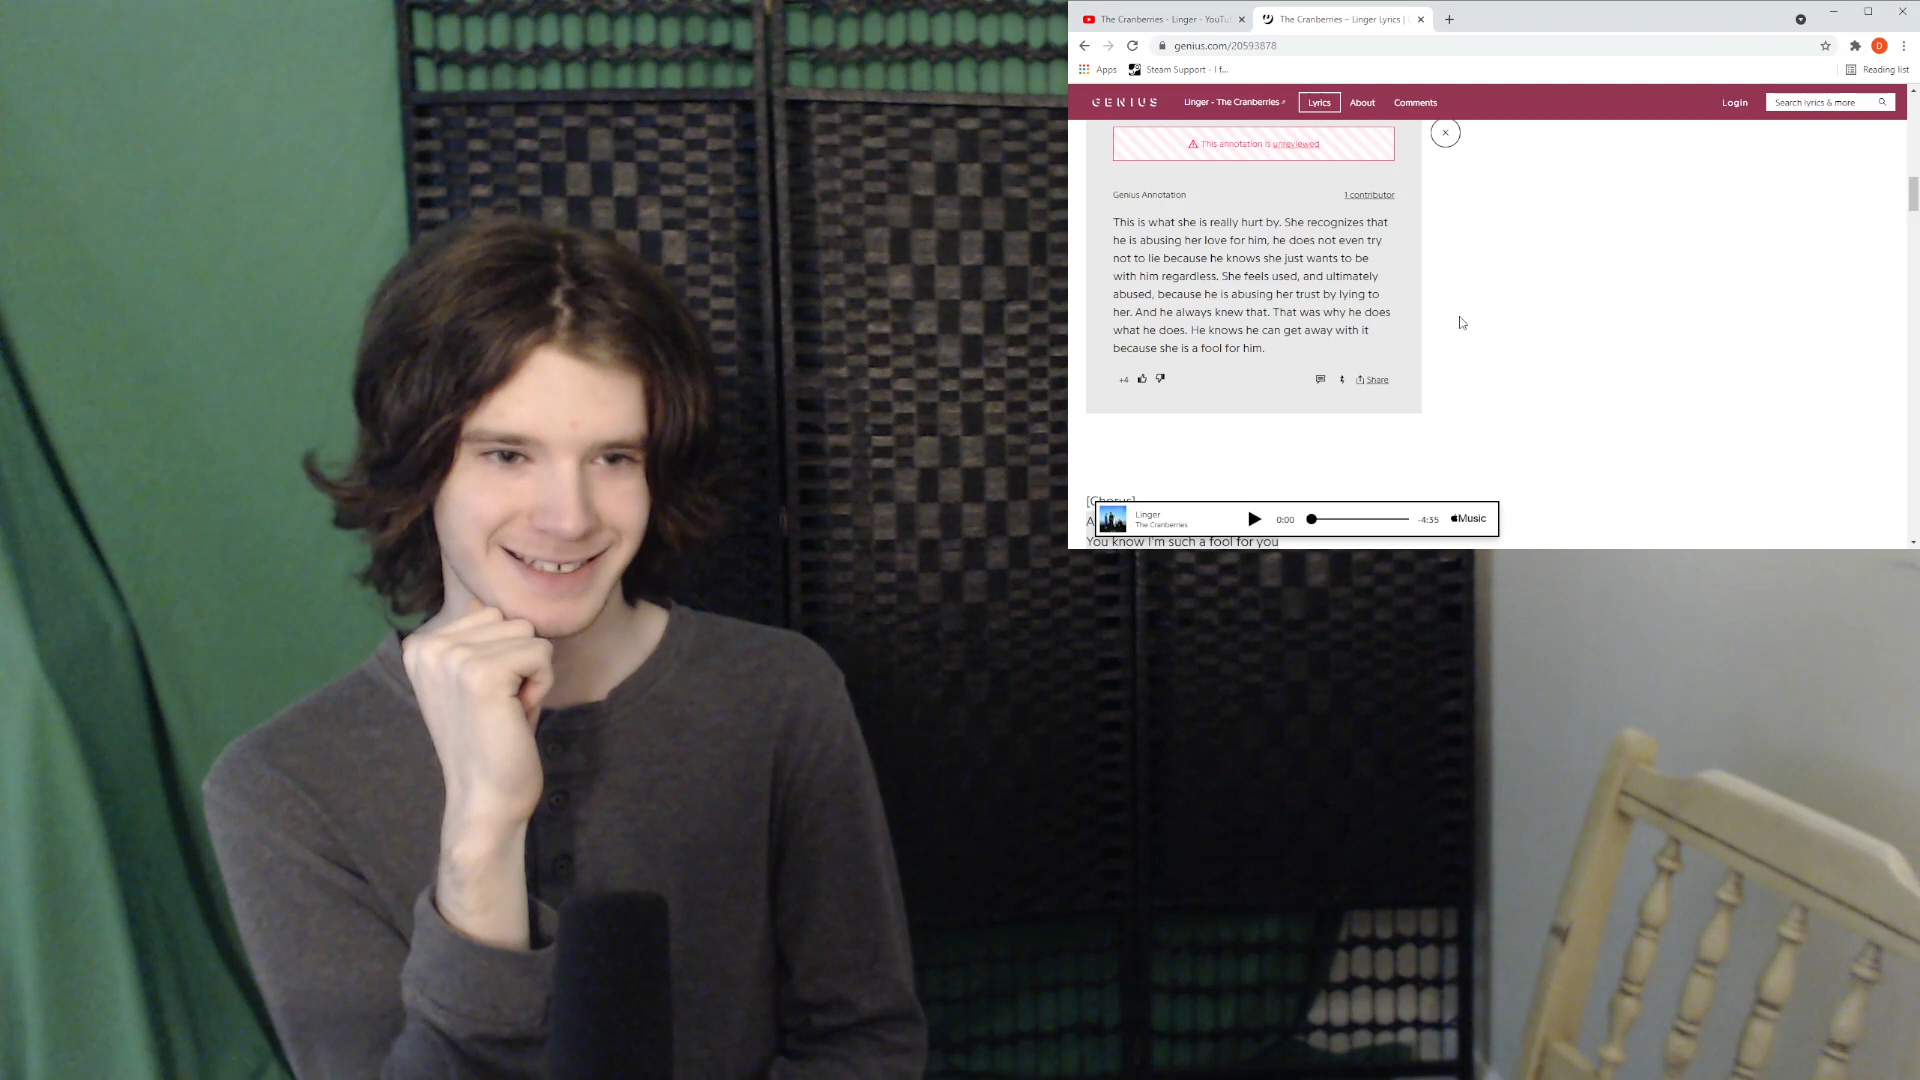 The Cranberries - Linger - YouTu
The Cranberries – Linger Lyrics |
genius.com/20593878
D
Apps
Steam Support - I f...
Reading list
GENIUS
Linger - The Cranberries
Lyrics
About
Comments
Login
Search lyrics & more
This annotation is unreviewed
Genius Annotation
1 contributor
This is what she is really hurt by. She recognizes that
he is abusing her love for him, he does not even try
not to lie because he knows she just wants to be
with him regardless. She feels used, and ultimately
abused, because he is abusing her trust by lying to
her. And he always knew that. That was why he does
what he does. He knows he can get away with it
because she is a fool for him.
+4
Share
[Chorus]
Linger
The Cranberries
0:00
-4:35
Music
You know I'm such a fool for you